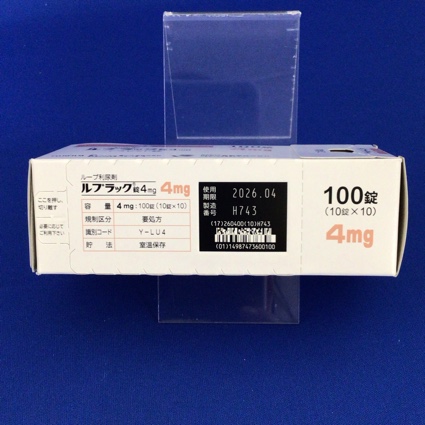 ループ利尿剤
ルプラック®錠4mg 4mg
容量 4mg:100錠(10錠×10)
規制区分 要処方
識別コード Y-LU4
貯法 室温保存
ここを押し、
切り離す
必要に応じて
ご利用下さい
使用
期限 2026.04
製造
番号 H743
(17)260400(10)H743
(01)14987473600100
100錠
(10錠×10)
4mg